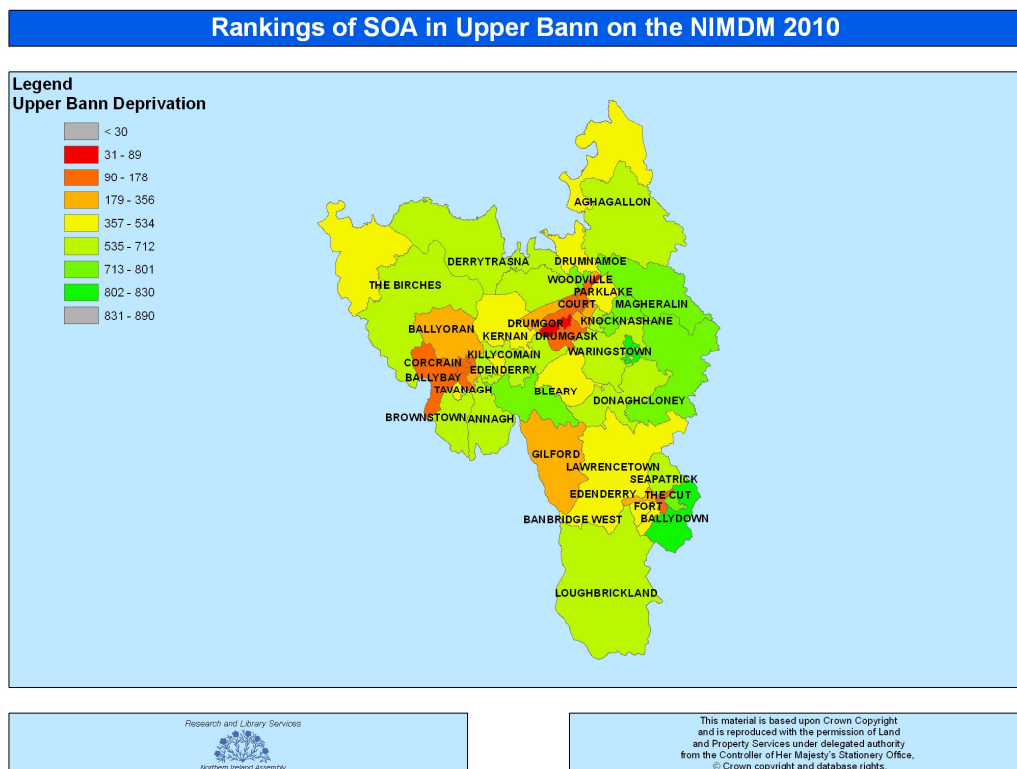 Rankings of SOA in Upper Bann on the NIMDM 2010
Legend
Upper Bann Deprivation
< 30
31 - 89
90 - 178
179 - 356
357 - 534
535 - 712
713 - 801
802 - 830
831 - 890
AGHAGALLON
DERRYTRASNA
DRUMNAMOE
WOODVILLE
THE BIRCHES
PARKLAKE
COURT
MAGHERALIN
DRUMGOR
KNOCKNASHANE
BALLYORAN
KERNAN
DRUMGASK
KILLYCOMAIN
WARINGSTOWN
CORCRAIN
EDENDERRY
BALLYBAY
TAVANAGH
BLEARY
DONAGHCLONEY
BROWNSTOWN
ANNAGH
GILFORD
LAWRENCETOWN
SEAPATRICK
EDENDERRY
THE CUT
FORT
BANBRIDGE WEST
BALLYDOWN
LOUGHBRICKLAND
Research and Library Services
Northern Ireland Assembly
This material is based upon Crown Copyright
and is reproduced with the permission of Land
and Property Services under delegated authority
from the Controller of Her Majesty's Stationery Office,
© Crown copyright and database rights.